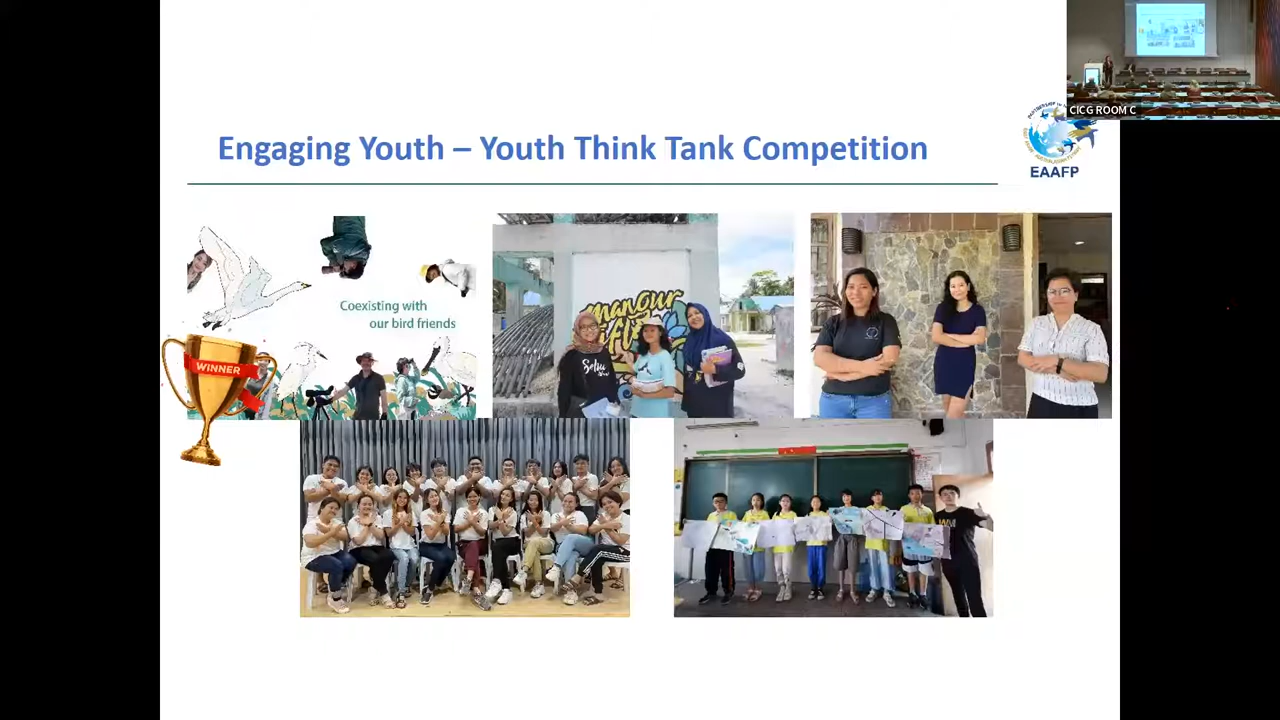 CICG ROOM C
Engaging Youth – Youth Think Tank Competition
EAAFP
Coexisting with
our bird friends
WINNER